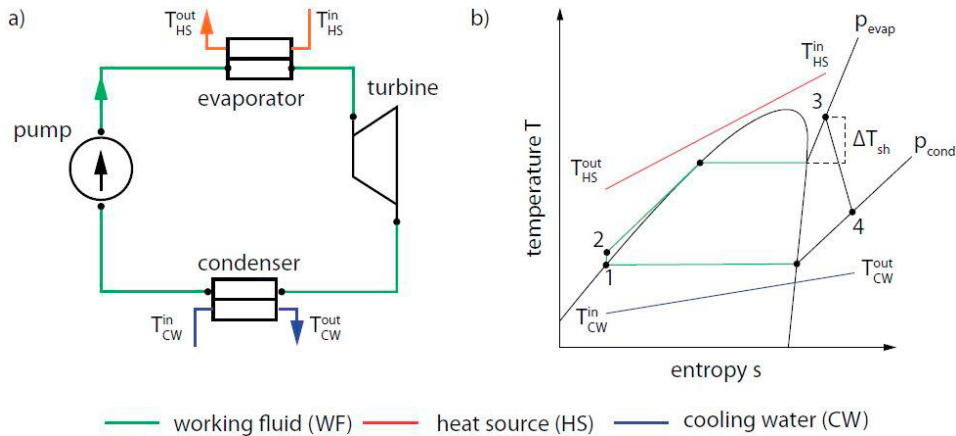 a)
T_HS^out
T_HS^in
evaporator
turbine
pump
condenser
T_CW^in
T_CW^out
b)
temperature T
p_evap
T_HS^in
3
ΔT_sh
p_cond
T_HS^out
2
1
4
T_CW^out
T_CW^in
entropy s
working fluid (WF)
heat source (HS)
cooling water (CW)